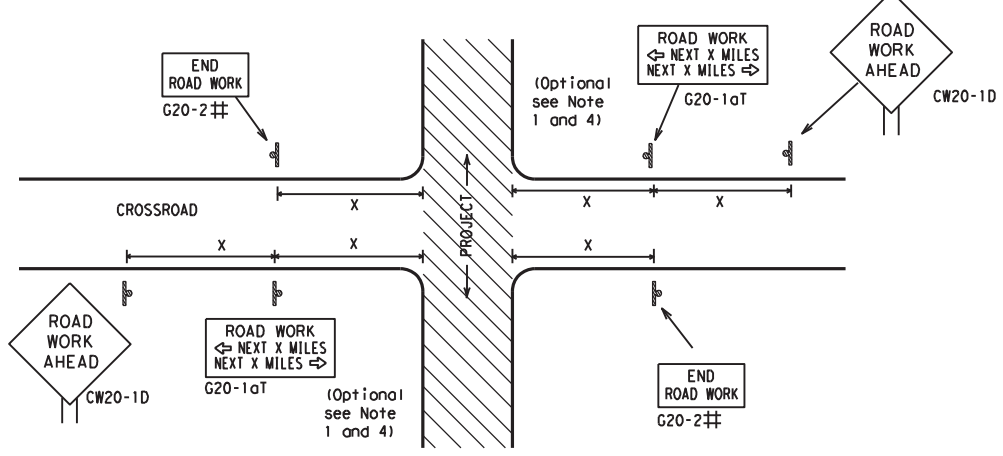 END
ROAD WORK
G20-2#
(Optional
see Note
1 and 4)
ROAD WORK
⇦ NEXT X MILES
NEXT X MILES ⇨
G20-1aT
ROAD
WORK
AHEAD
CW20-1D
X
X
X
CROSSROAD
PROJECT
X
X
X
ROAD
WORK
AHEAD
CW20-1D
ROAD WORK
⇦ NEXT X MILES
NEXT X MILES ⇨
G20-1aT
(Optional
see Note
1 and 4)
END
ROAD WORK
G20-2#